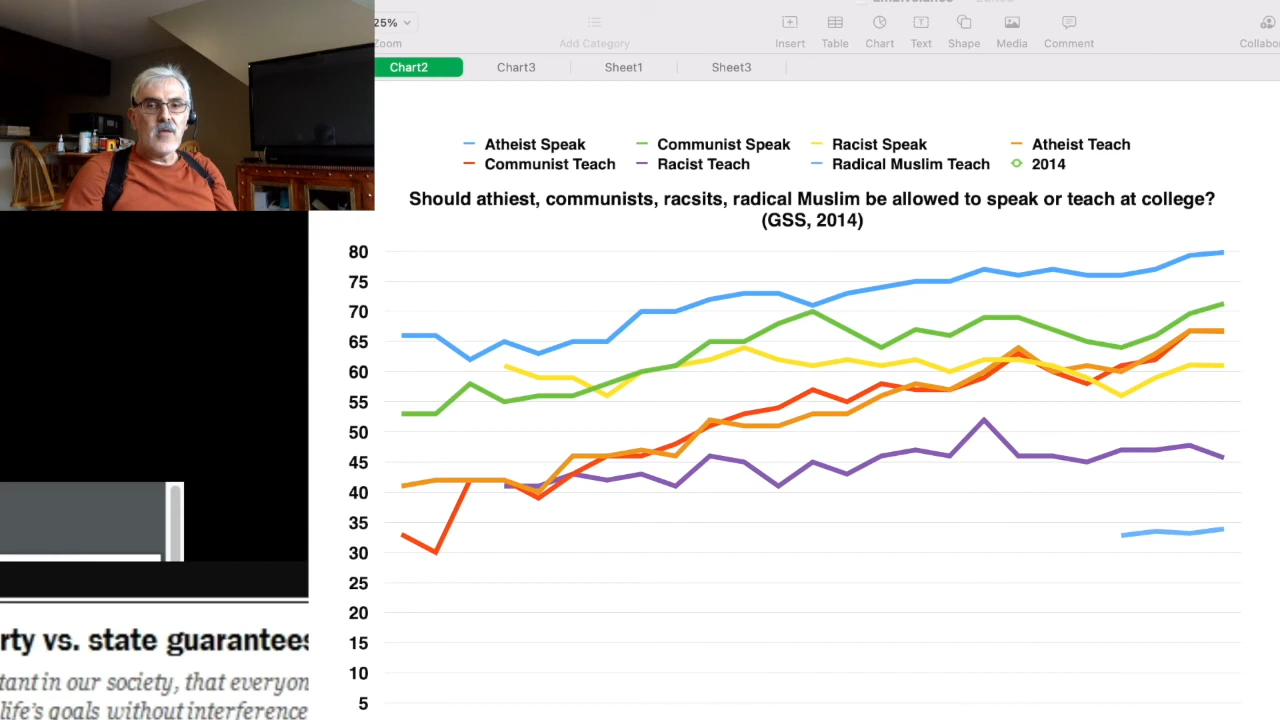 25%
Zoom
Add Category
Insert
Table
Chart
Text
Shape
Media
Comment
Chart2
Chart3
Sheet1
Sheet3
Atheist Speak
Communist Speak
Racist Speak
Atheist Teach
Communist Teach
Racist Teach
Radical Muslim Teach
2014
Should athiest, communists, racsits, radical Muslim be allowed to speak or teach at college?
(GSS, 2014)
80
75
70
65
60
55
50
45
40
35
30
25
20
15
10
5
rty vs. state guarantees
tant in our society, that everyon
life's goals without interference